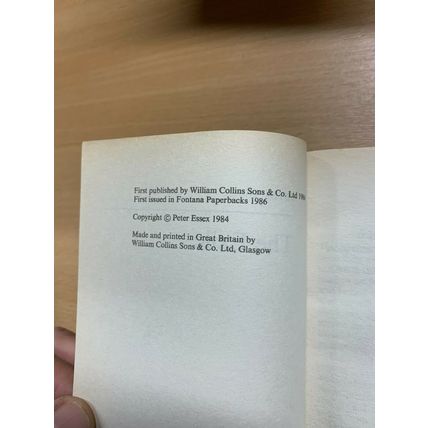 First published by William Collins Sons & Co. Ltd
First issued in Fontana Paperbacks 1986
Copyright © Peter Essex 1984
Made and printed in Great Britain by
William Collins Sons & Co. Ltd, Glasgow